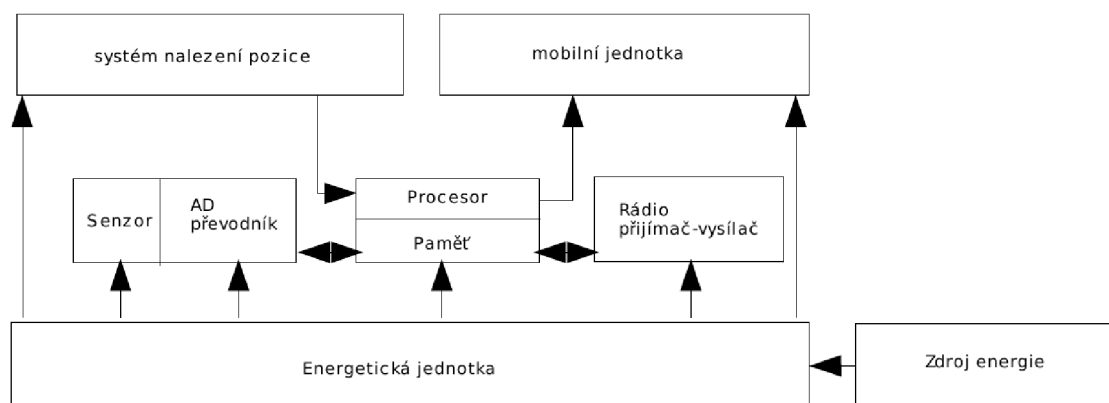 systém nalezení pozice
mobilní jednotka
Senzor
AD
převodník
Procesor
Paměť
Rádio
přijímač-vysílač
Energetická jednotka
Zdroj energie